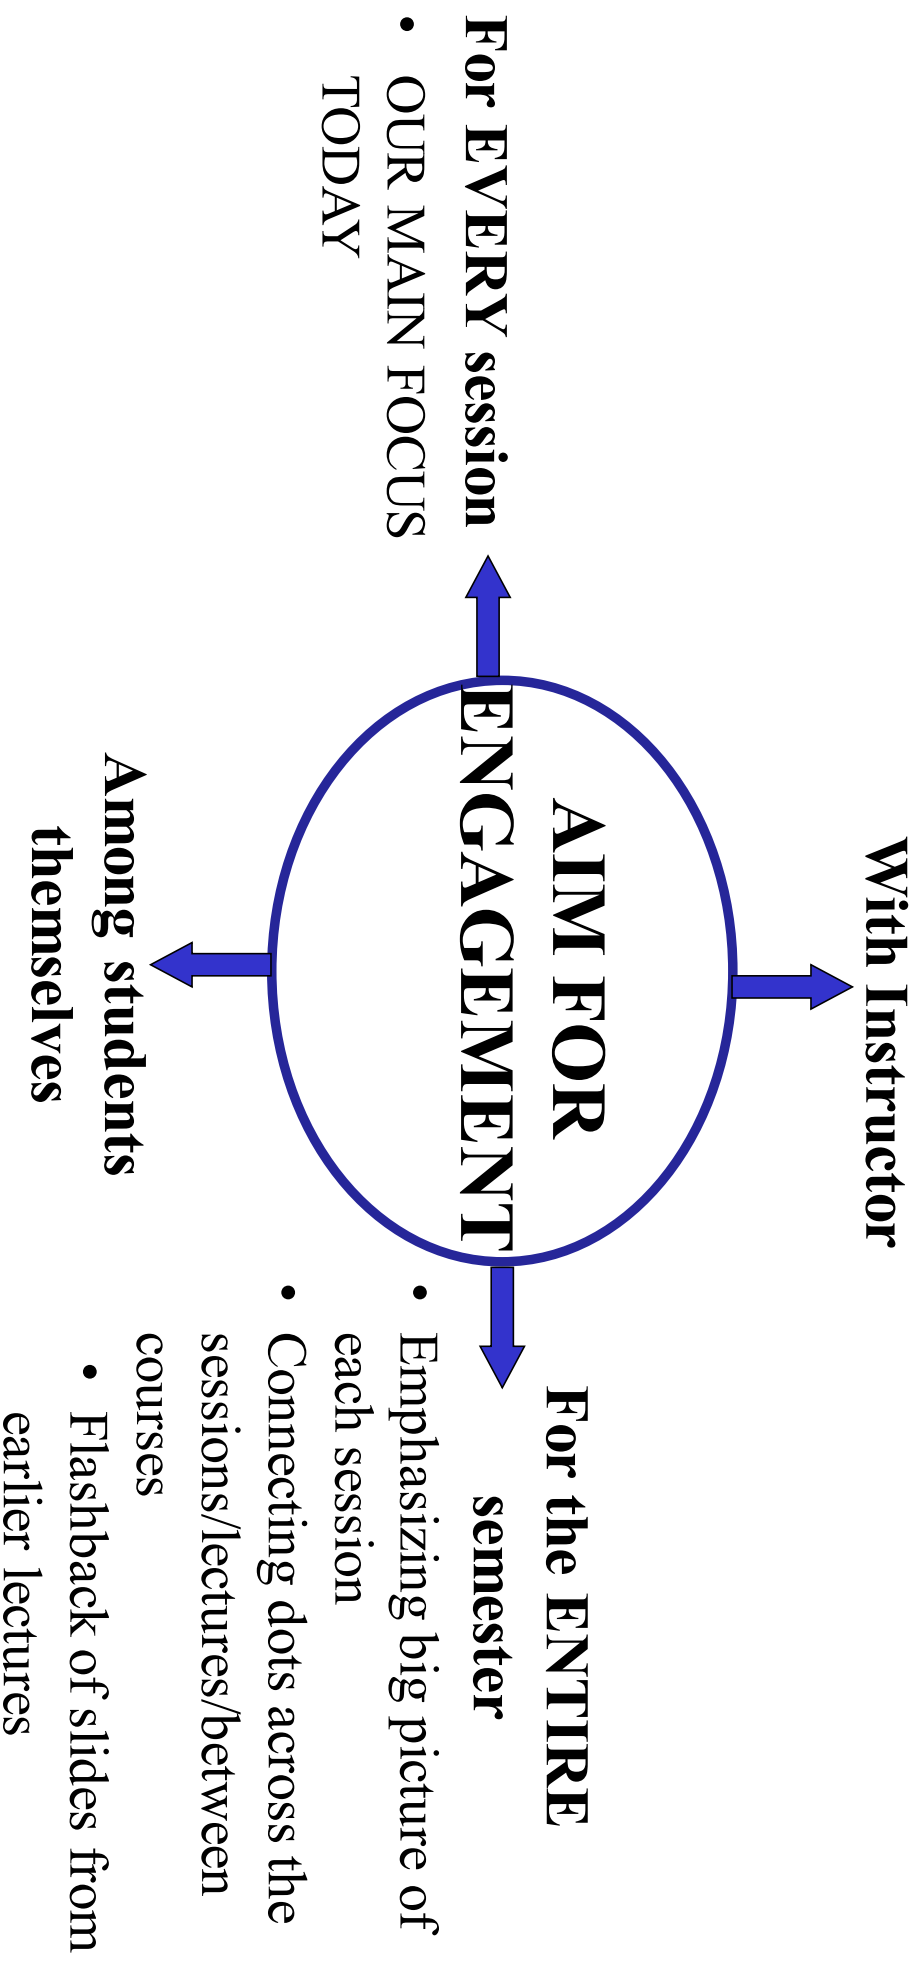 With Instructor
AIM FOR
ENGAGEMENT
For EVERY session
• OUR MAIN FOCUS
TODAY
For the ENTIRE
semester
• Emphasizing big picture of
each session
• Connecting dots across the
sessions/lectures/between
courses
• Flashback of slides from
earlier lectures
Among students
themselves